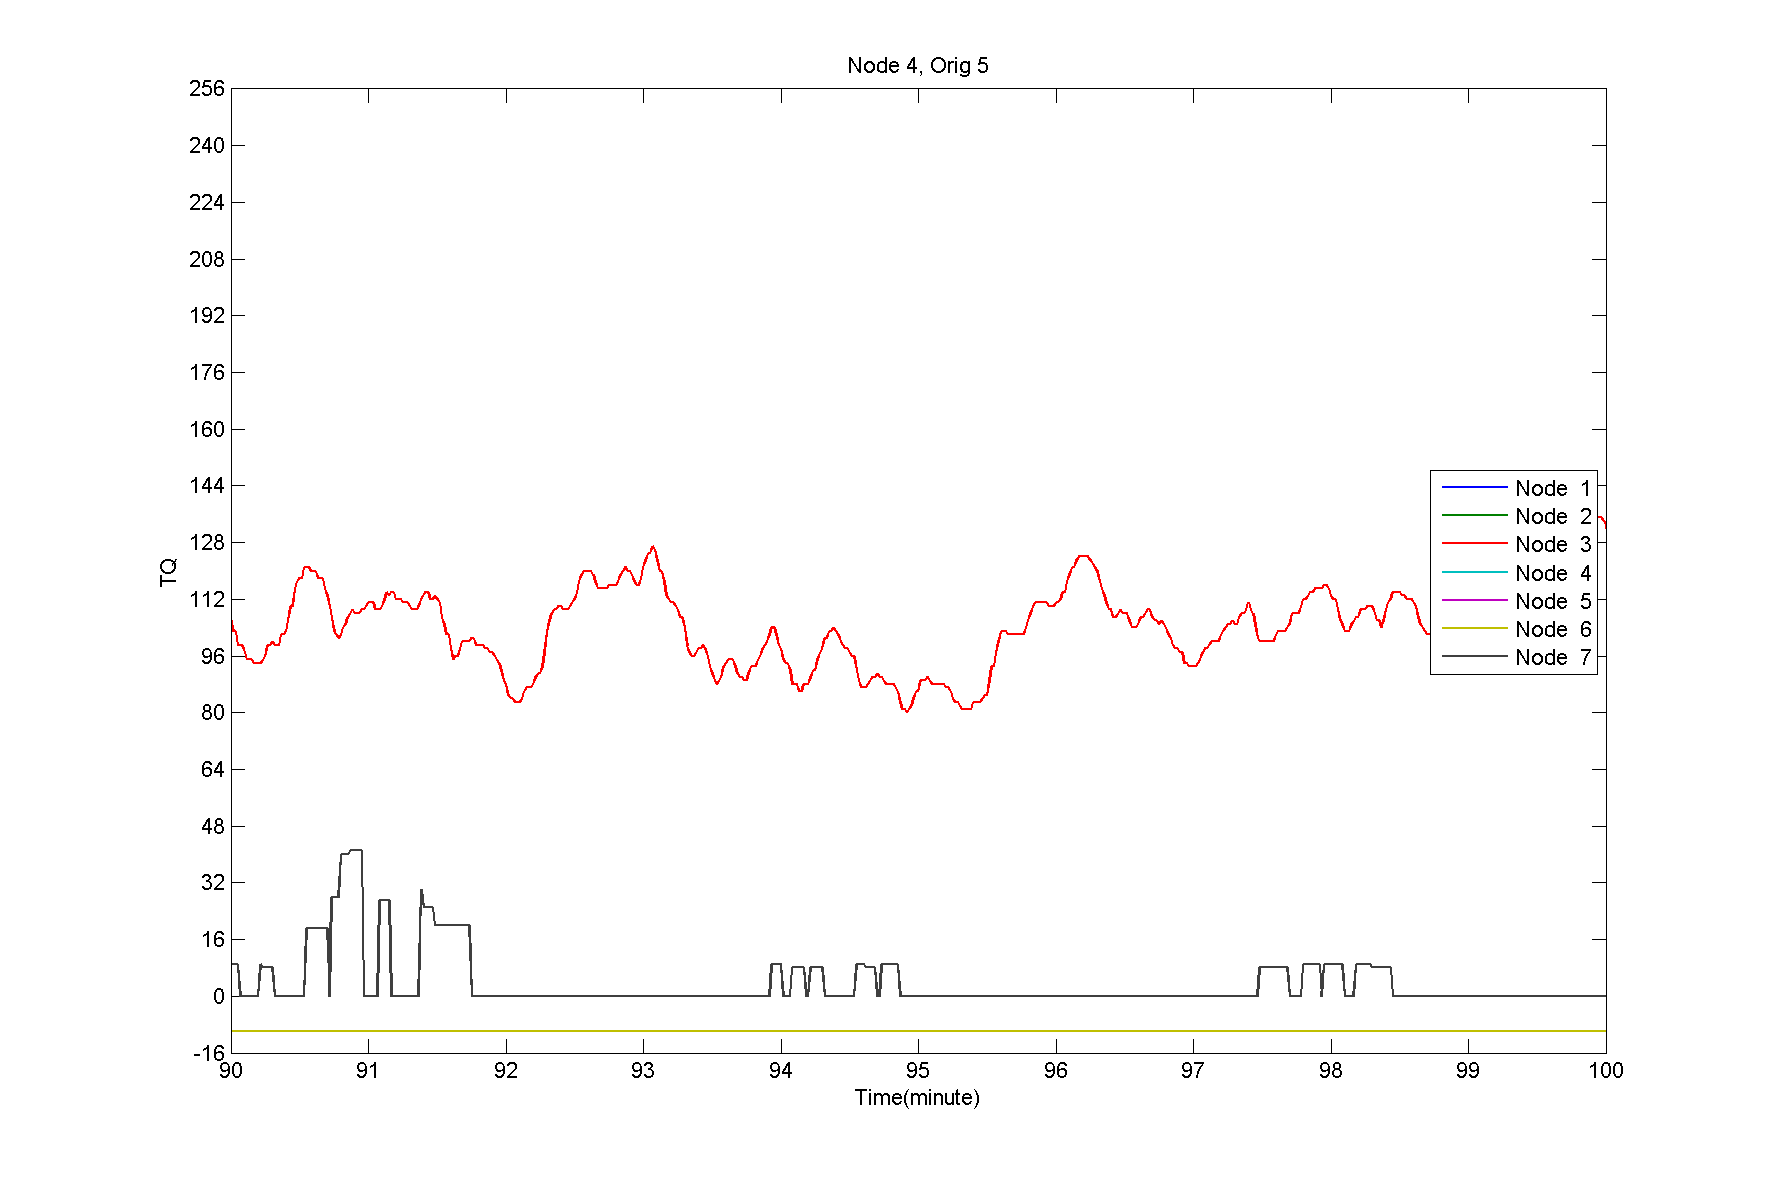 Node 4, Orig 5
256
240
224
208
192
176
160
144
128
112
96
80
64
48
32
16
0
-16
TQ
Node 1
Node 2
Node 3
Node 4
Node 5
Node 6
Node 7
90 91 92 93 94 95 96 97 98 99 100
Time(minute)